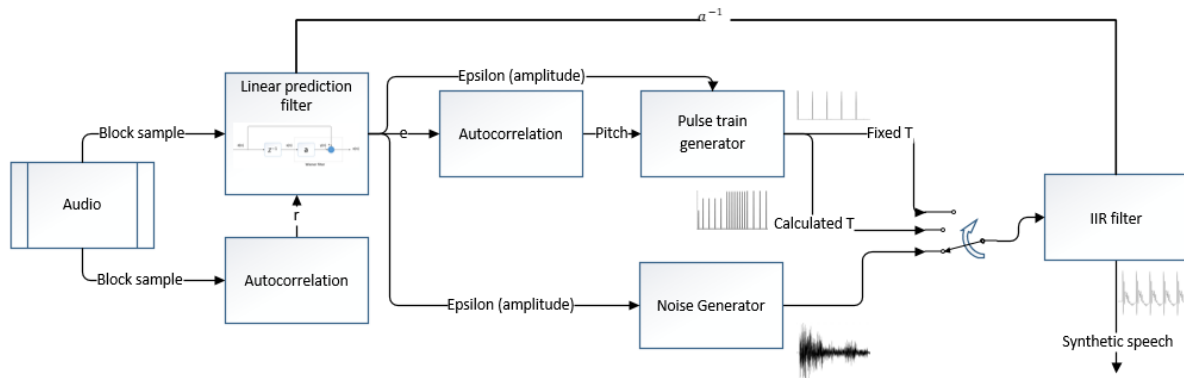 a⁻¹
Linear prediction
filter
Epsilon (amplitude)
Block sample
e
Autocorrelation
Pitch
Pulse train
generator
Fixed T
Audio
r
Calculated T
IIR filter
Block sample
Autocorrelation
Epsilon (amplitude)
Noise Generator
Synthetic speech